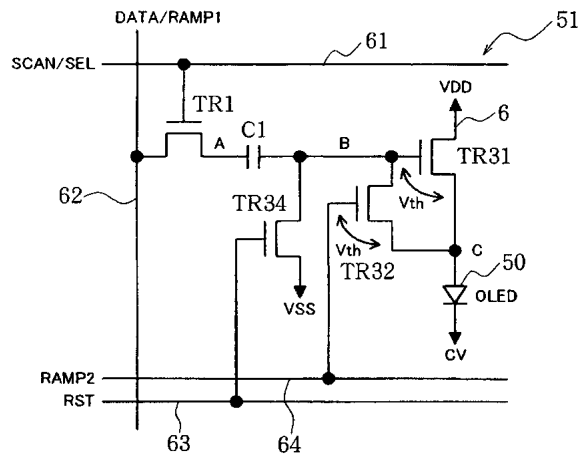 DATA/RAMP1
61
51
SCAN/SEL
VDD
6
TR1
A
C1
B
TR31
62
TR34
Vth
Vth
C
TR32
50
OLED
VSS
CV
RAMP2
RST
63
64